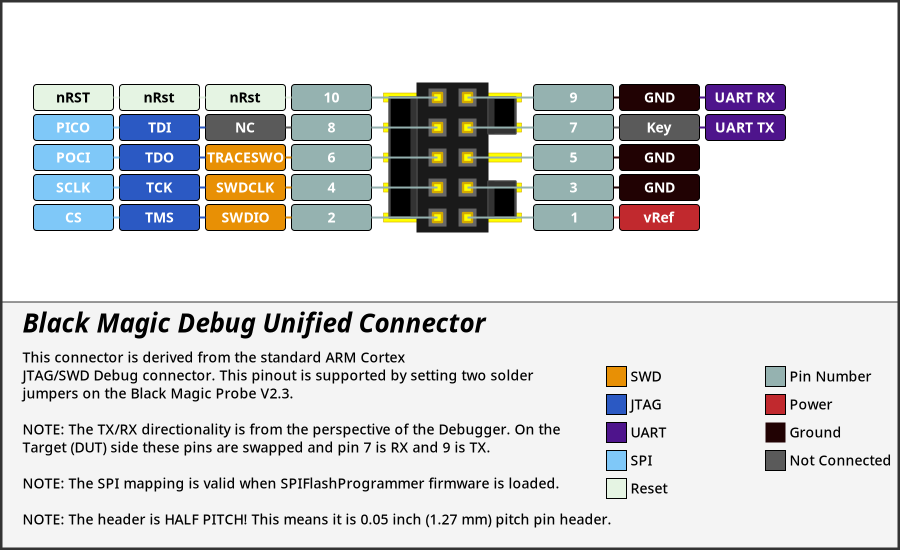 nRST nRst nRst 10 9 GND UART RX
PICO TDI NC 8 7 Key UART TX
POCI TDO TRACESWO 6 5 GND
SCLK TCK SWDCLK 4 3 GND
CS TMS SWDIO 2 1 vRef
Black Magic Debug Unified Connector
This connector is derived from the standard ARM Cortex
JTAG/SWD Debug connector. This pinout is supported by setting two solder
jumpers on the Black Magic Probe V2.3.
NOTE: The TX/RX directionality is from the perspective of the Debugger. On the
Target (DUT) side these pins are swapped and pin 7 is RX and 9 is TX.
NOTE: The SPI mapping is valid when SPIFlashProgrammer firmware is loaded.
NOTE: The header is HALF PITCH! This means it is 0.05 inch (1.27 mm) pitch pin header.
SWD
JTAG
UART
SPI
Reset
Pin Number
Power
Ground
Not Connected